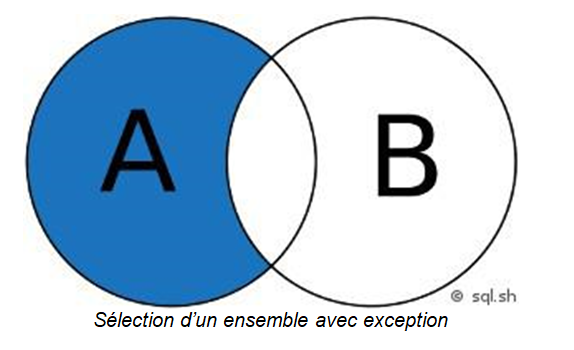 A B
© sql.sh
Sélection d'un ensemble avec exception